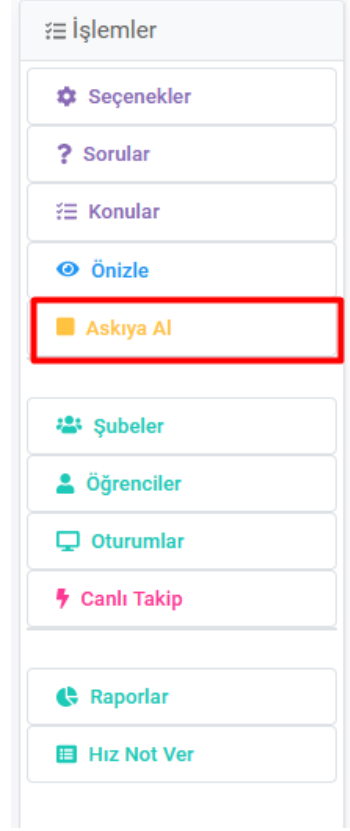 İşlemler
Seçenekler
? Sorular
Konular
Önizle
Askıya Al
Şubeler
Öğrenciler
Oturumlar
Canlı Takip
Raporlar
Hız Not Ver